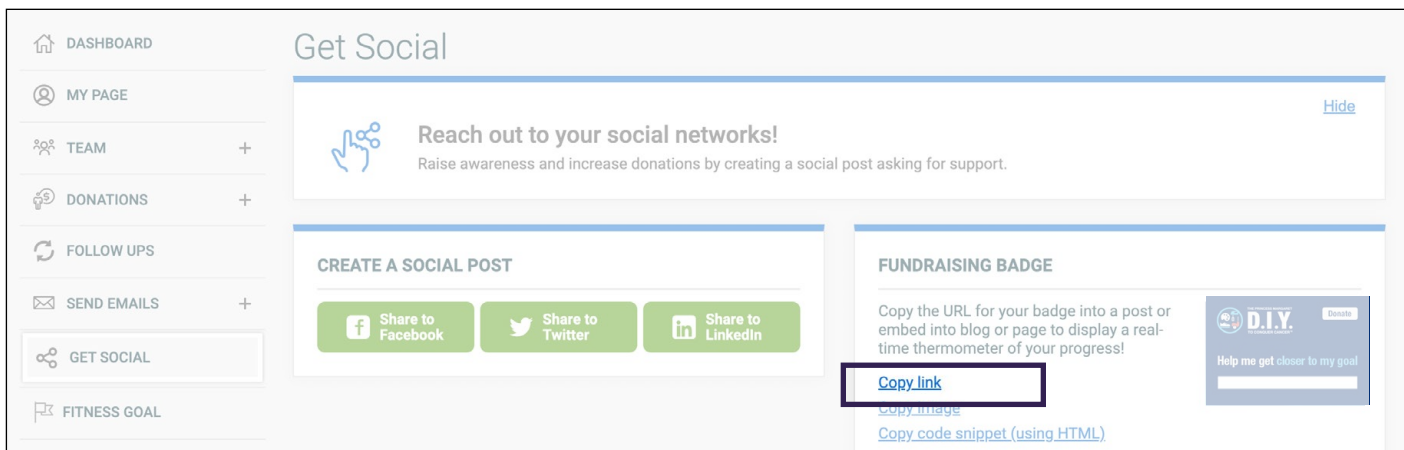 DASHBOARD
MY PAGE
TEAM +
DONATIONS +
FOLLOW UPS
SEND EMAILS +
GET SOCIAL
FITNESS GOAL
Get Social
Hide
Reach out to your social networks!
Raise awareness and increase donations by creating a social post asking for support.
CREATE A SOCIAL POST
Share to
Facebook
Share to
Twitter
Share to
LinkedIn
FUNDRAISING BADGE
Copy the URL for your badge into a post or
embed into blog or page to display a real-
time thermometer of your progress!
Copy link
Copy image
Copy code snippet (using HTML)
D.I.Y.
TO CONQUER CANCER
Donate
Help me get closer to my goal